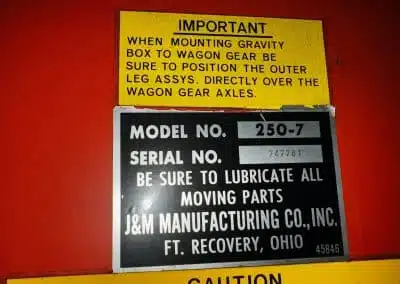 IMPORTANT
WHEN MOUNTING GRAVITY
BOX TO WAGON GEAR BE
SURE TO POSITION THE OUTER
LEG ASSYS. DIRECTLY OVER THE
WAGON GEAR AXLES.
MODEL NO. 250-7
SERIAL NO. 247781
BE SURE TO LUBRICATE ALL
MOVING PARTS
J&M MANUFACTURING CO., INC.
FT. RECOVERY, OHIO 45846
CAUTION